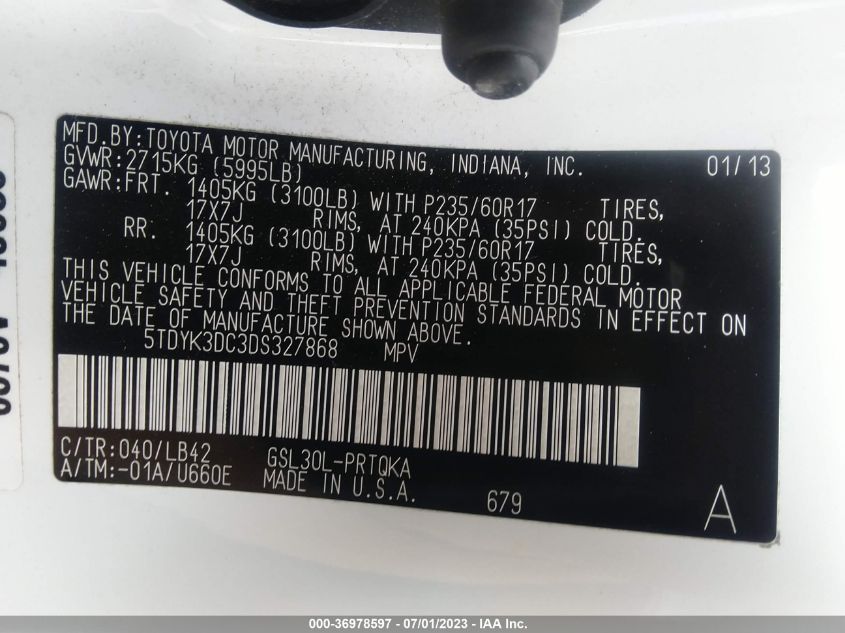 MFD.BY:TOYOTA MOTOR MANUFACTURING, INDIANA, INC. 01/13
GVWR:2715KG (5995LB)
GAWR:FRT. 1405KG (3100LB) WITH P235/60R17 TIRES,
17X7J RIMS, AT 240KPA (35PSI) COLD.
RR: 1405KG (3100LB) WITH P235/60R17 TIRES,
17X7J RIMS, AT 240KPA (35PSI) COLD.
THIS VEHICLE CONFORMS TO ALL APPLICABLE FEDERAL MOTOR
VEHICLE SAFETY AND THEFT PREVENTION STANDARDS IN EFFECT ON
THE DATE OF MANUFACTURE SHOWN ABOVE.
5TDYK3DC3DS327868 MPV
C/TR:040/LB42 GSL30L-PRTQKA
A/TM:-01A/U660E MADE IN U.S.A. 679 A
000-36978597 - 07/01/2023 - IAA Inc.